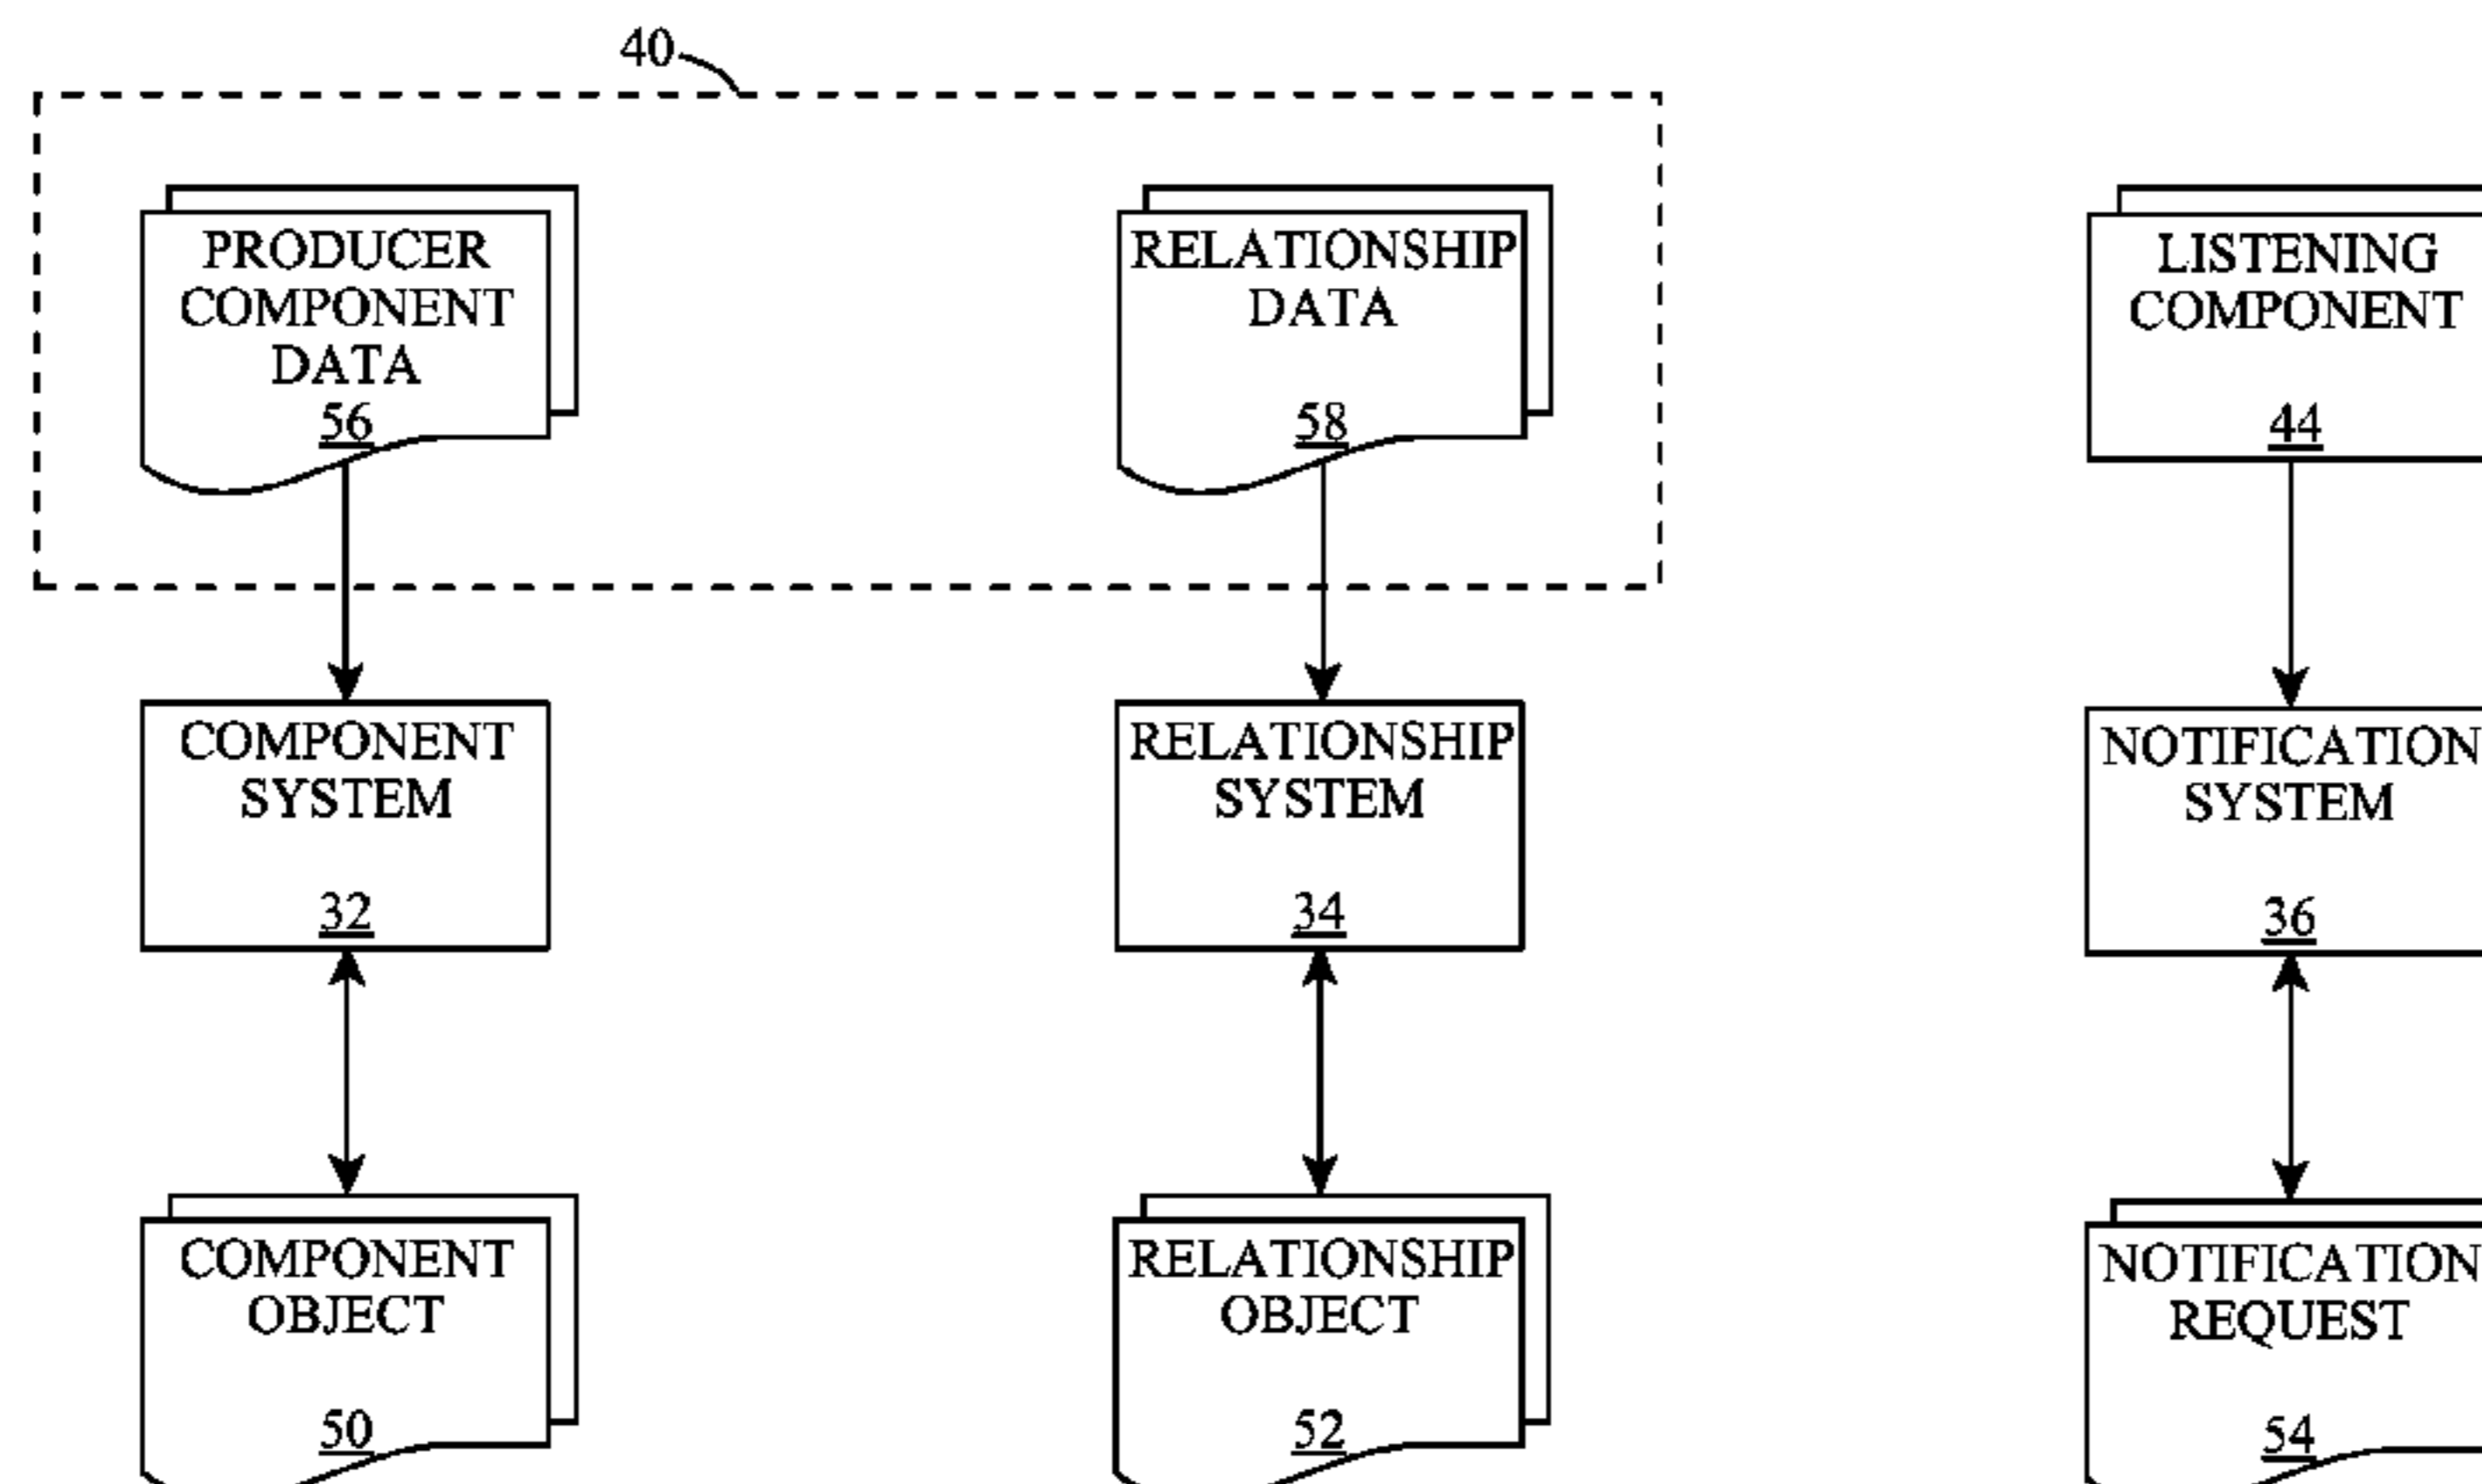 40
PRODUCER
COMPONENT
DATA
56
RELATIONSHIP
DATA
58
LISTENING
COMPONENT
44
COMPONENT
SYSTEM
32
RELATIONSHIP
SYSTEM
34
NOTIFICATION
SYSTEM
36
COMPONENT
OBJECT
50
RELATIONSHIP
OBJECT
52
NOTIFICATION
REQUEST
54